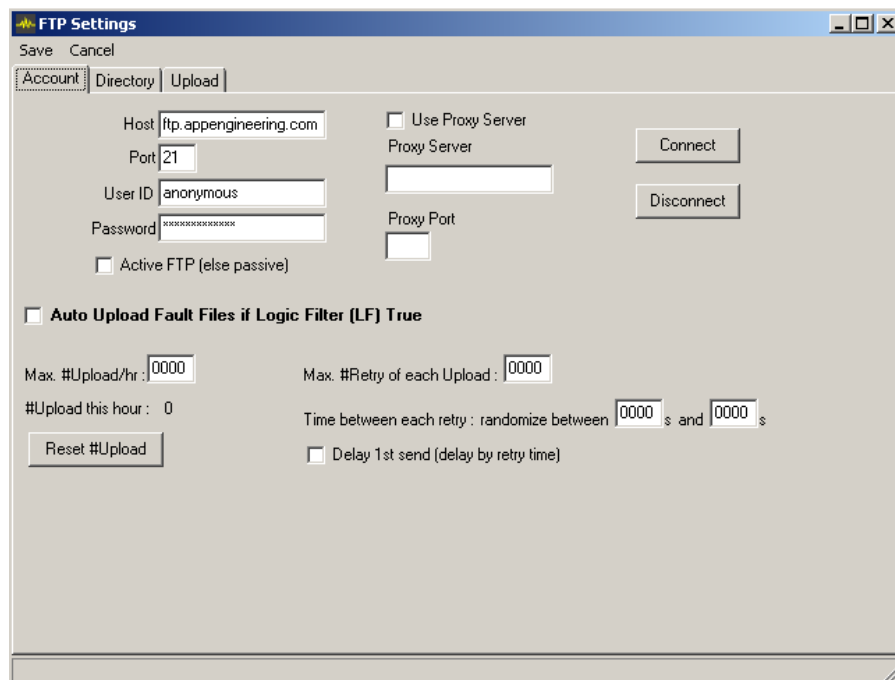 FTP Settings
Save Cancel
Account Directory Upload
Host ftp.appengineering.com
Port 21
User ID anonymous
Password *************
Active FTP (else passive)
Use Proxy Server
Proxy Server
Proxy Port
Connect
Disconnect
Auto Upload Fault Files if Logic Filter (LF) True
Max. #Upload/hr : 0000
Max. #Retry of each Upload : 0000
#Upload this hour : 0
Time between each retry : randomize between 0000 s and 0000 s
Reset #Upload
Delay 1st send (delay by retry time)